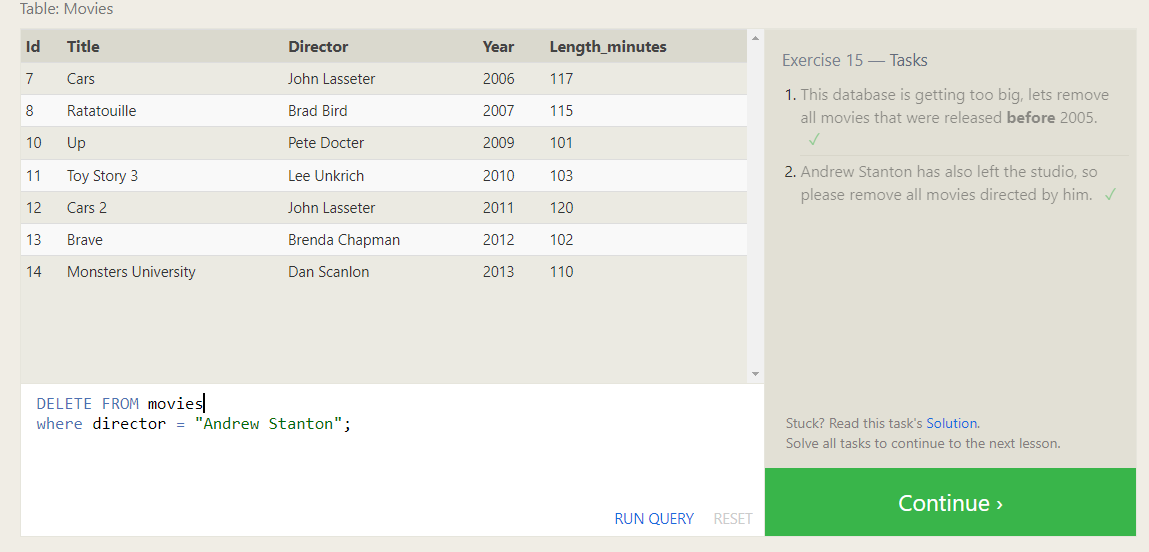 Table: Movies
Id Title Director Year Length_minutes
7 Cars John Lasseter 2006 117
8 Ratatouille Brad Bird 2007 115
10 Up Pete Docter 2009 101
11 Toy Story 3 Lee Unkrich 2010 103
12 Cars 2 John Lasseter 2011 120
13 Brave Brenda Chapman 2012 102
14 Monsters University Dan Scanlon 2013 110
DELETE FROM movies
where director = "Andrew Stanton";
RUN QUERY RESET
Exercise 15 — Tasks
1. This database is getting too big, lets remove
all movies that were released before 2005.
✓
2. Andrew Stanton has also left the studio, so
please remove all movies directed by him. ✓
Stuck? Read this task's Solution.
Solve all tasks to continue to the next lesson.
Continue ›